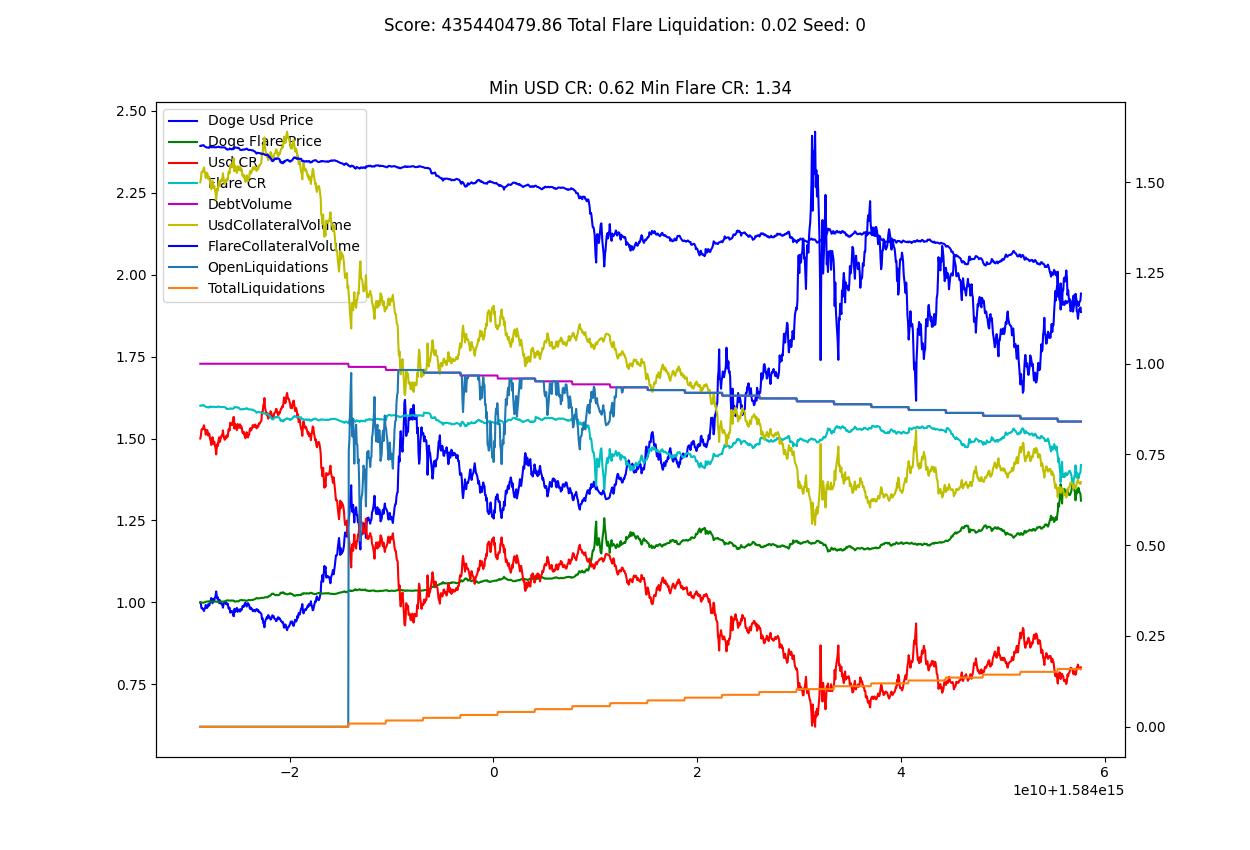 Score: 435440479.86 Total Flare Liquidation: 0.02 Seed: 0
Min USD CR: 0.62 Min Flare CR: 1.34
2.50
2.25
2.00
1.75
1.50
1.25
1.00
0.75
Doge Usd Price
Doge Flare Price
Usd CR
Flare CR
DebtVolume
UsdCollateralVolume
FlareCollateralVolume
OpenLiquidations
TotalLiquidations
1.50
1.25
1.00
0.75
0.50
0.25
0.00
−2
0
2
4
6
1e10+1.584e15